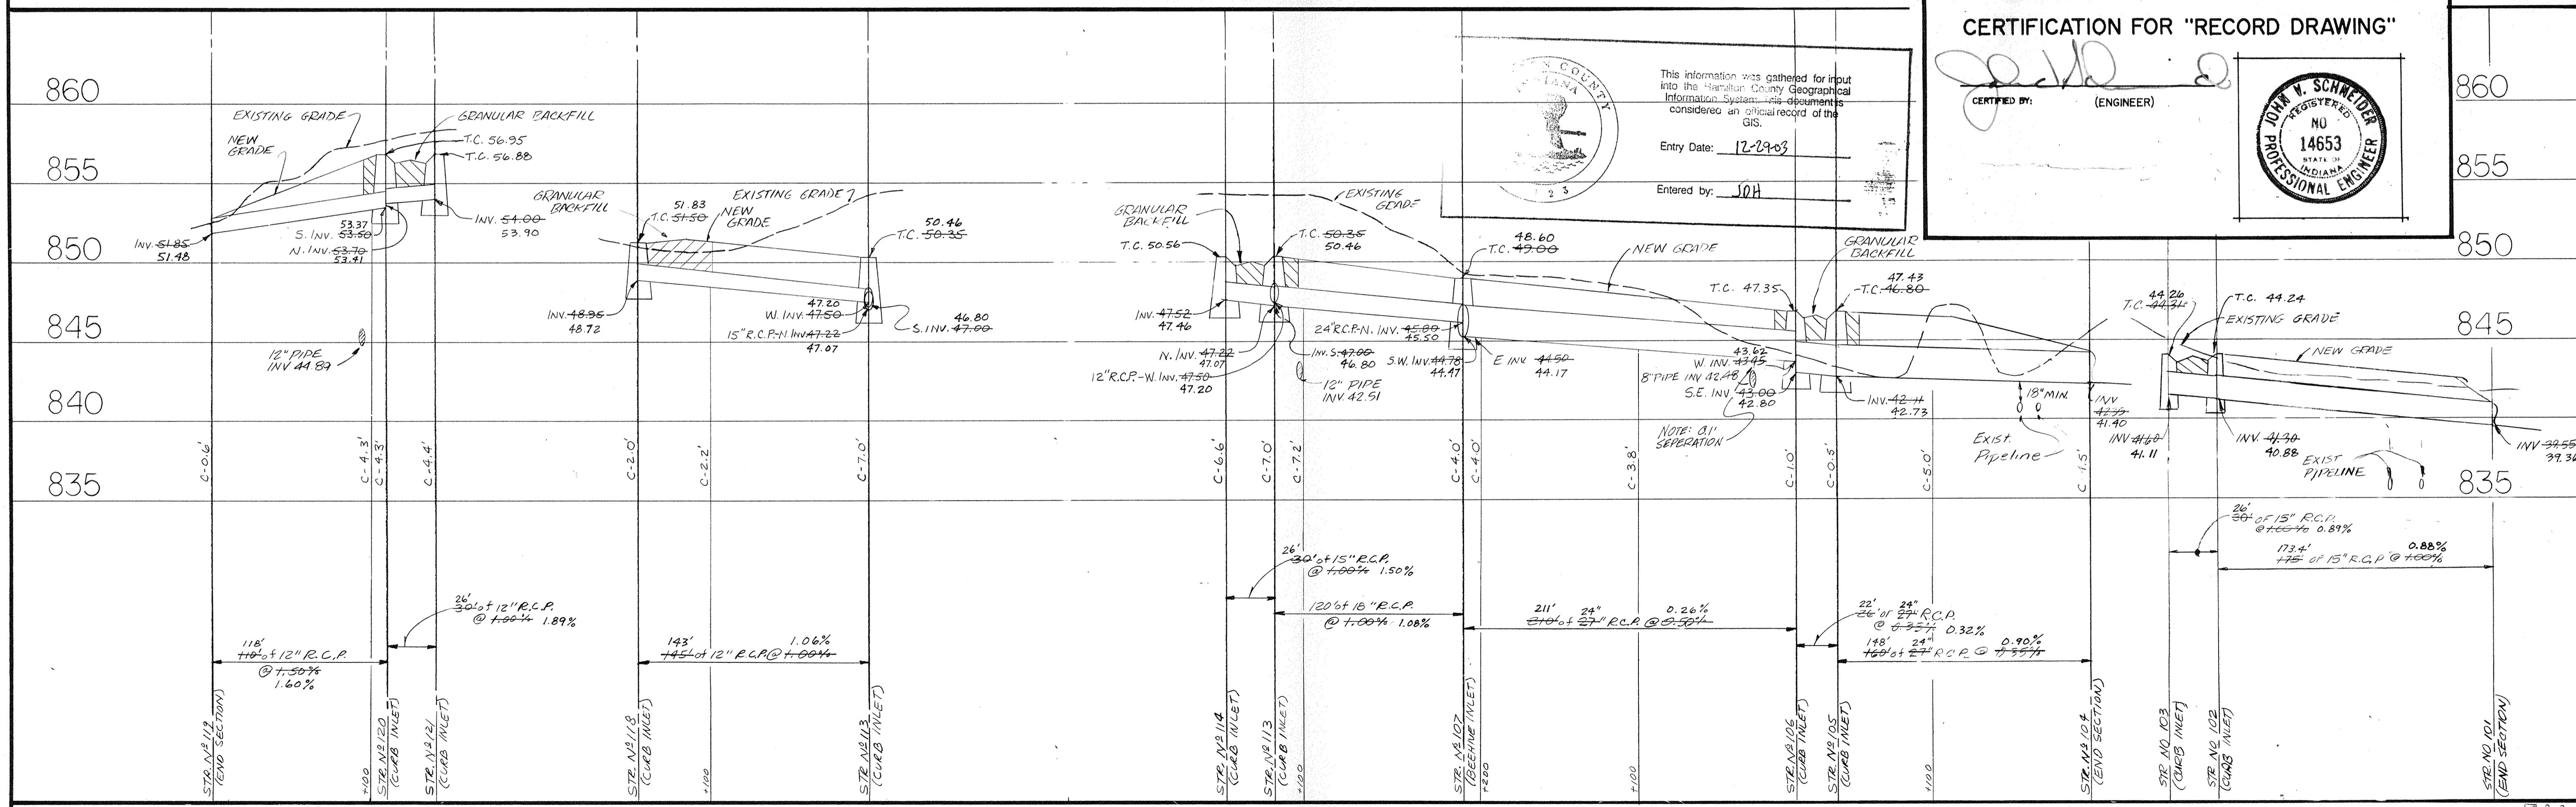 CERTIFICATION FOR "RECORD DRAWING"
CERTIFIED BY:
(ENGINEER)
JOHN V. SCHNEIDER
REGISTERED
NO
14653
STATE OF
INDIANA
PROFESSIONAL ENGINEER
COUNTY
INDIANA
This information was gathered for input
into the Hamilton County Geographical
Information System. This document is
considered an official record of the
GIS.
Entry Date: 12-29-03
Entered by: JDH
860
855
850
845
840
835
860
855
850
845
835
EXISTING GRADE
NEW
GRADE
GRANULAR BACKFILL
T.C. 56.95
T.C. 56.88
INV. 51.85
51.48
53.37
S. INV. 53.50
N. INV. 53.70
53.41
INV. 54.00
53.90
12" PIPE
INV 44.89
GRANULAR
BACKFILL
51.83
T.C. 51.50
EXISTING GRADE
NEW
GRADE
50.46
T.C. 50.35
INV. 48.95
48.72
47.20
W. INV. 47.50
15" R.C.P.-N. INV. 47.22
47.07
46.80
S. INV. 47.00
GRANULAR
BACKFILL
T.C. 50.56
T.C. 50.35
50.46
EXISTING
GRADE
INV. 47.52
47.46
N. INV. 47.22
47.07
12" R.C.P.-W. INV. 47.50
47.20
INV. S. 47.00
46.80
12" PIPE
INV. 42.51
48.60
T.C. 49.00
NEW GRADE
24" R.C.P.-N. INV. 45.80
45.50
S.W. INV. 44.78
44.47
E INV 44.50
44.17
GRANULAR
BACKFILL
T.C. 47.35
47.43
T.C. 46.80
43.62
W. INV. 43.45
8" PIPE INV 42.48
S.E. INV. 43.00
42.80
NOTE: 0.1'
SEPERATION
INV. 42.91
42.73
18" MIN.
EXIST.
Pipeline
INV
42.35
41.40
44.26
T.C. 44.31
T.C. 44.24
EXISTING GRADE
NEW GRADE
INV 41.60
41.11
INV. 41.30
40.88
EXIST
PIPELINE
INV 39.55
39.36
C-0.6'
C-4.3'
C-4.3'
C-4.4'
C-2.0'
C-2.2'
C-7.0'
C-6.6'
C-7.0'
C-7.2'
C-4.0'
C-4.0'
C-3.8'
C-1.0'
C-0.5'
C-5.0'
C 1.5'
118'
110' of 12" R.C.P.
@ 1.50%
1.60%
26'
30' of 12" R.C.P.
@ 1.00% 1.89%
143' 1.06%
145' of 12" R.C.P. @ 1.00%
26'
30' of 15" R.C.P.
@ 1.00% 1.50%
120' of 18" R.C.P.
@ 1.00% 1.08%
211' 24" 0.26%
210' of 27" R.C.P. @ 0.50%
22' 24"
26' of 27" R.C.P.
@ 0.35% 0.32%
148' 24" 0.90%
160' of 27" R.C.P. @ 0.35%
26'
30' OF 15" R.C.P.
@ 1.00% 0.89%
173.4' 0.88%
175' OF 15" R.C.P. @ 1.00%
STR. Nº 119
(END SECTION)
+100
STR. Nº 120
(CURB INLET)
STR. Nº 121
(CURB INLET)
STR. Nº 118
(CURB INLET)
+100
STR. Nº 113
(CURB INLET)
STR. Nº 114
(CURB INLET)
STR. Nº 113
(CURB INLET)
+100
STR. Nº 107
(BEEHIVE INLET)
+200
+100
STR. Nº 106
(CURB INLET)
STR. Nº 105
(CURB INLET)
+100
STR. Nº 104
(END SECTION)
STR NO 103
(CURB INLET)
STR NO 102
(CURB INLET)
STR. NO 101
(END SECTION)